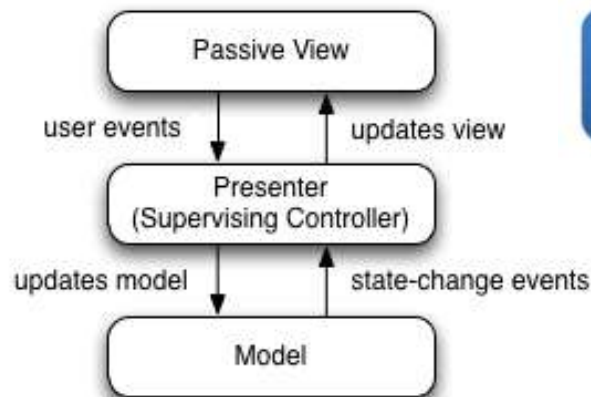 Passive View
user events
updates view
Presenter
(Supervising Controller)
updates model
state-change events
Model